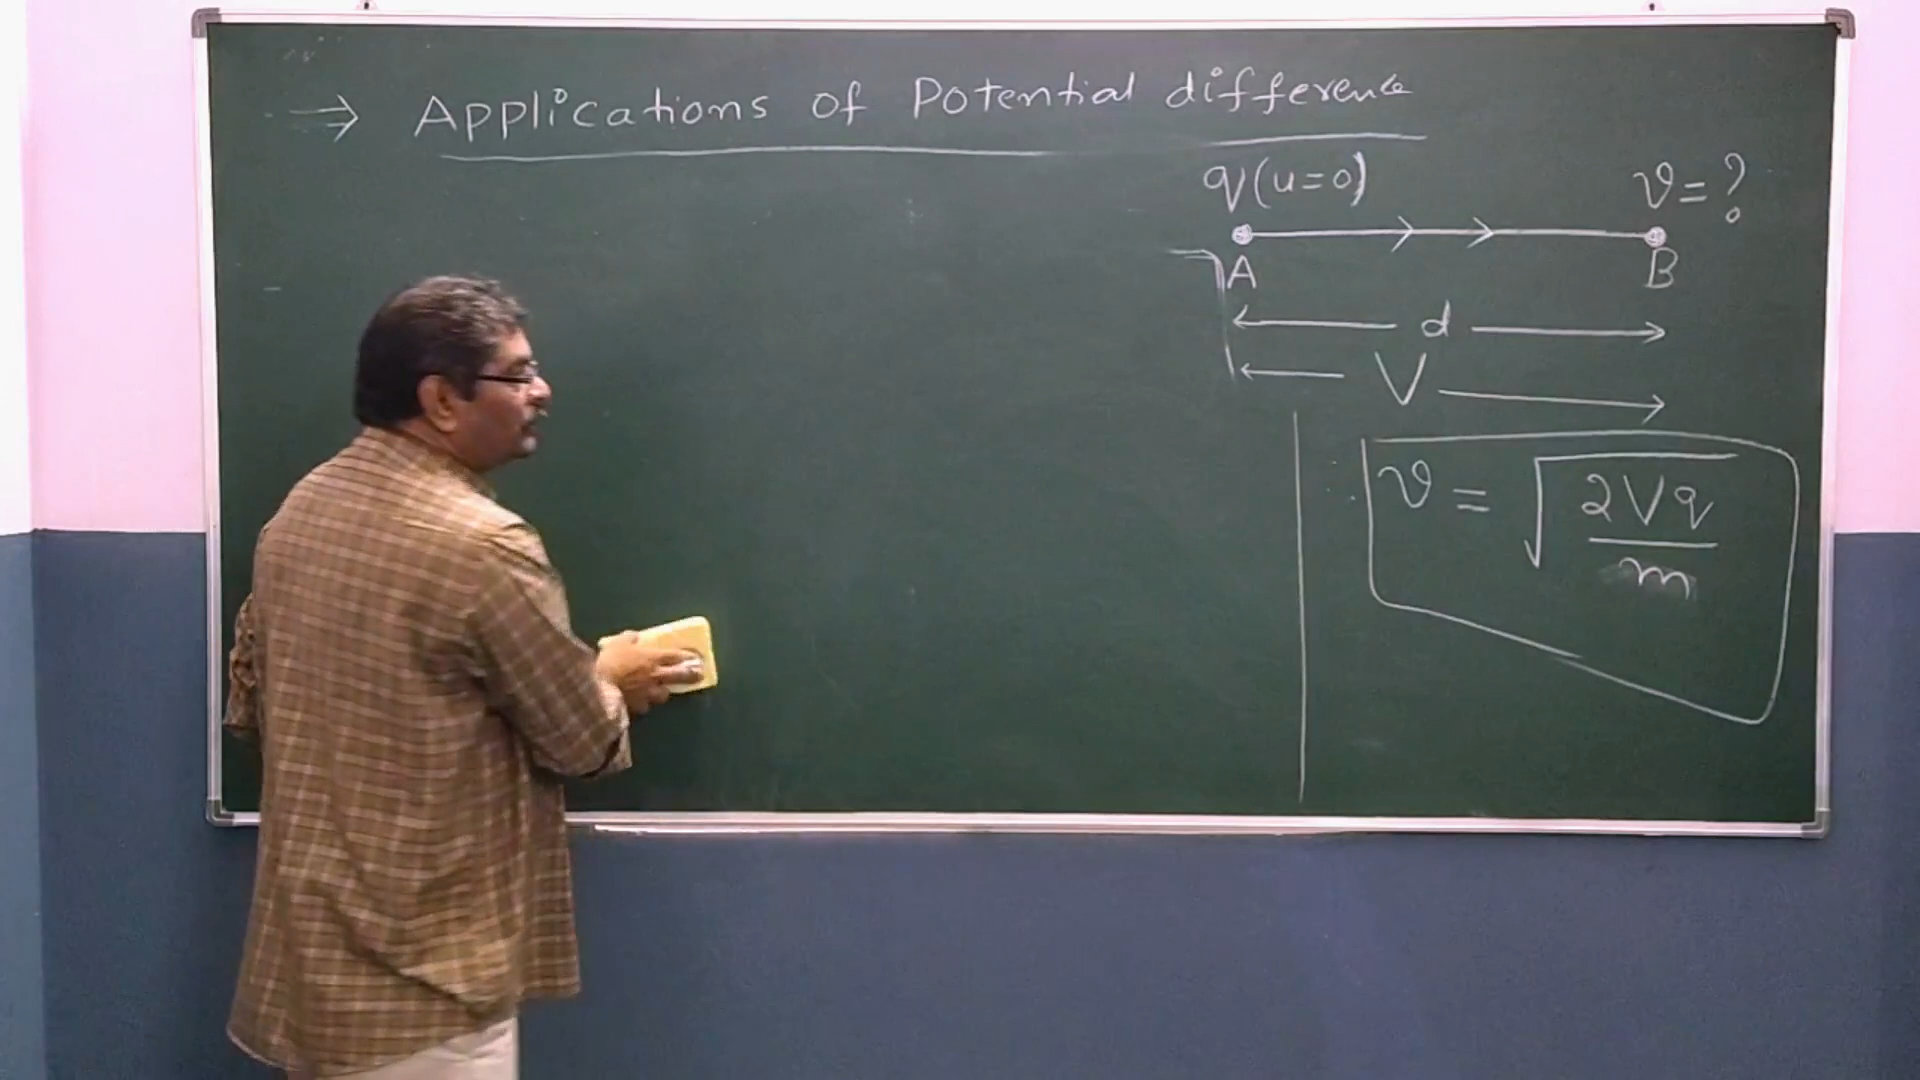 ⇒ Applications of Potential difference
q(u=0) v=?
A B
d
V
∴ v = √(2Vq/m)